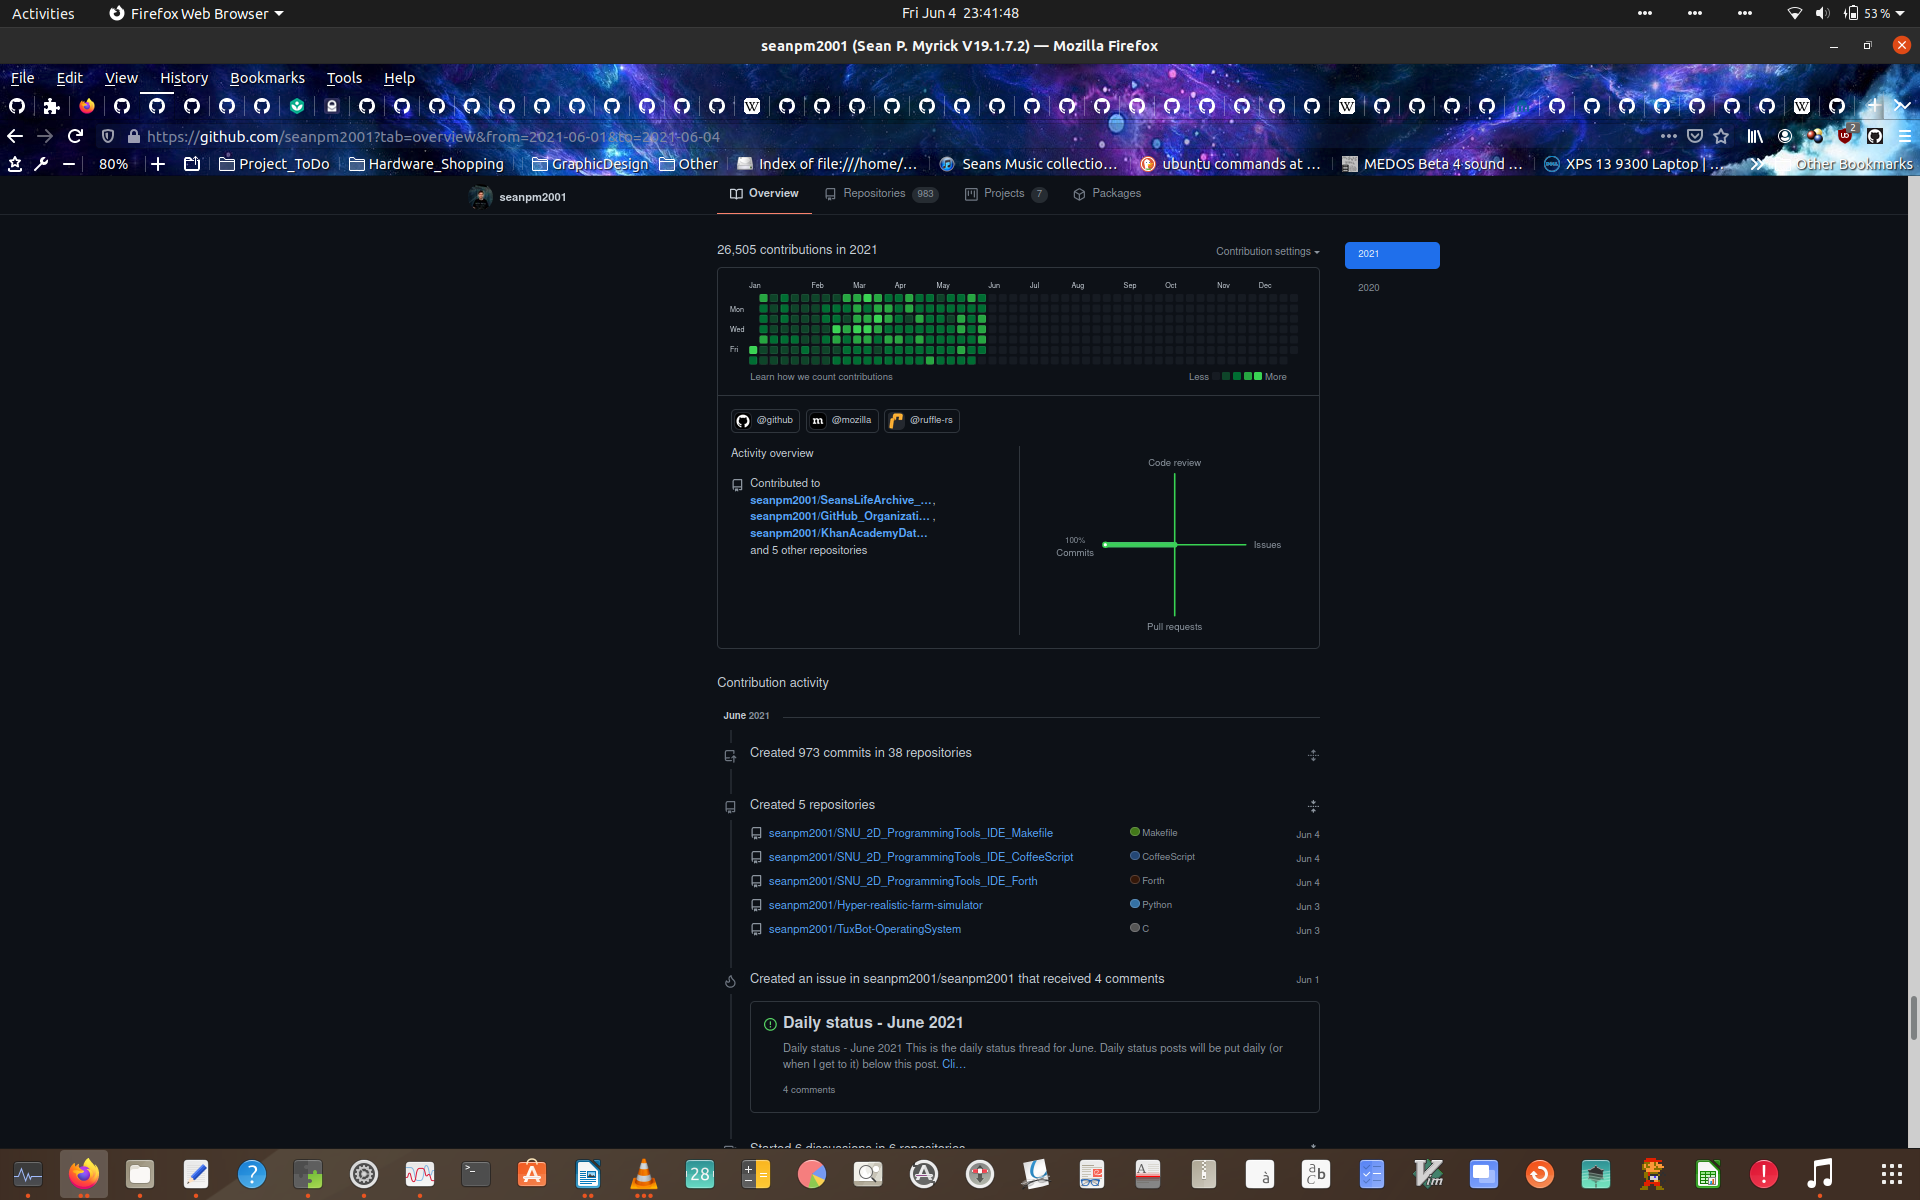 Activities
Firefox Web Browser
Fri Jun 4 23:41:48
53 %
seanpm2001 (Sean P. Myrick V19.1.7.2) — Mozilla Firefox
File Edit View History Bookmarks Tools Help
https://github.com/seanpm2001?tab=overview&from=2021-06-01&to=2021-06-04
2
80%
Project_ToDo
Hardware_Shopping
GraphicDesign
Other
Index of file:///home/...
Seans Music collectio...
ubuntu commands at ...
MEDOS Beta 4 sound ...
XPS 13 9300 Laptop | ...
Other Bookmarks
seanpm2001
Overview
Repositories 983
Projects 7
Packages
26,505 contributions in 2021
Contribution settings
2021
2020
Jan Feb Mar Apr May Jun Jul Aug Sep Oct Nov Dec
Mon
Wed
Fri
Learn how we count contributions
Less More
@github
@mozilla
@ruffle-rs
Activity overview
Contributed to
seanpm2001/SeansLifeArchive_...,
seanpm2001/GitHub_Organizati... ,
seanpm2001/KhanAcademyDat...
and 5 other repositories
Code review
100%
Commits
Issues
Pull requests
Contribution activity
June 2021
Created 973 commits in 38 repositories
Created 5 repositories
seanpm2001/SNU_2D_ProgrammingTools_IDE_Makefile Makefile Jun 4
seanpm2001/SNU_2D_ProgrammingTools_IDE_CoffeeScript CoffeeScript Jun 4
seanpm2001/SNU_2D_ProgrammingTools_IDE_Forth Forth Jun 4
seanpm2001/Hyper-realistic-farm-simulator Python Jun 3
seanpm2001/TuxBot-OperatingSystem C Jun 3
Created an issue in seanpm2001/seanpm2001 that received 4 comments Jun 1
Daily status - June 2021
Daily status - June 2021 This is the daily status thread for June. Daily status posts will be put daily (or
when I get to it) below this post. Cli...
4 comments
Started 6 discussions in 6 repositories
28